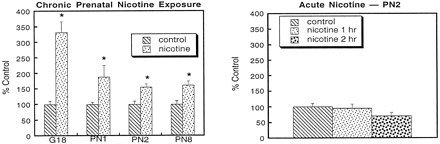 Chronic Prenatal Nicotine Exposure
% Control
400
350
300
250
200
150
100
50
0
control
nicotine
*
*
*
*
G18 PN1 PN2 PN8
Acute Nicotine — PN2
% Control
400
350
300
250
200
150
100
50
0
control
nicotine 1 hr
nicotine 2 hr